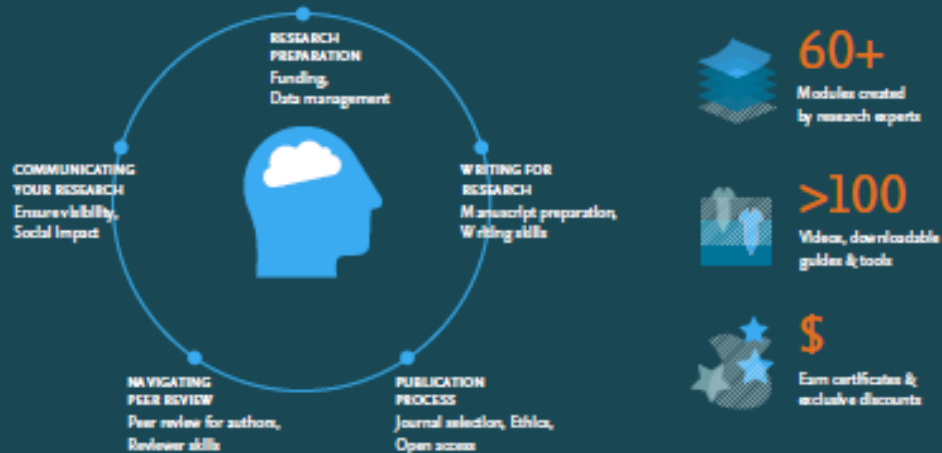 RESEARCH
PREPARATION
Funding,
Data management
WRITING FOR
RESEARCH
Manuscript preparation,
Writing skills
PUBLICATION
PROCESS
Journal selection, Ethics,
Open access
NAVIGATING
PEER REVIEW
Peer review for authors,
Reviewer skills
COMMUNICATING
YOUR RESEARCH
Ensure visibility,
Social Impact
60+
Modules created
by research experts
>100
Videos, downloadable
guides & tools
$
Earn certificates &
exclusive discounts